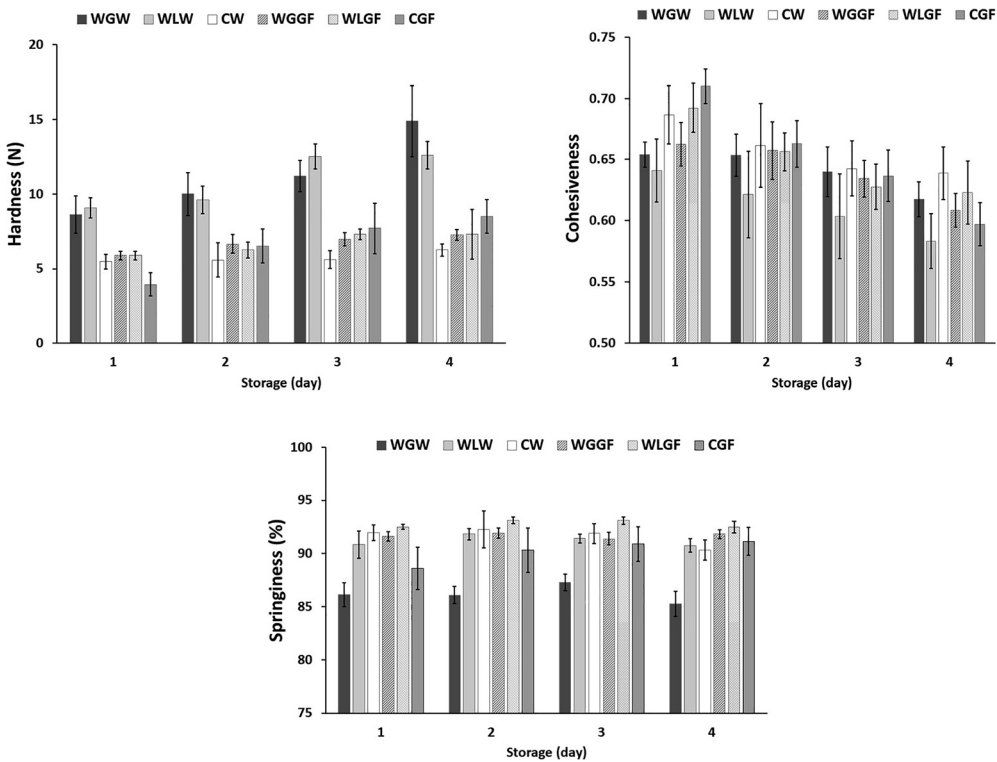 WGW WLW CW WGGF WLGF CGF
20
15
10
5
0
Hardness (N)
1 2 3 4
Storage (day)
WGW WLW CW WGGF WLGF CGF
0.75
0.70
0.65
0.60
0.55
0.50
Cohesiveness
1 2 3 4
Storage (day)
WGW WLW CW WGGF WLGF CGF
100
95
90
85
80
75
Springiness (%)
1 2 3 4
Storage (day)